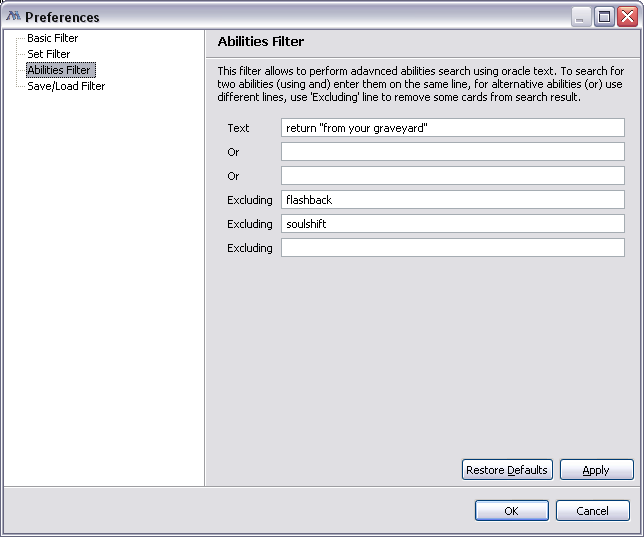 Preferences
Basic Filter
Set Filter
Abilities Filter
Save/Load Filter
Abilities Filter
This filter allows to perform adavnced abilities search using oracle text. To search for
two abilities (using and) enter them on the same line, for alternative abilities (or) use
different lines, use 'Excluding' line to remove some cards from search result.
Text return "from your graveyard"
Or
Or
Excluding flashback
Excluding soulshift
Excluding
Restore Defaults Apply
OK Cancel